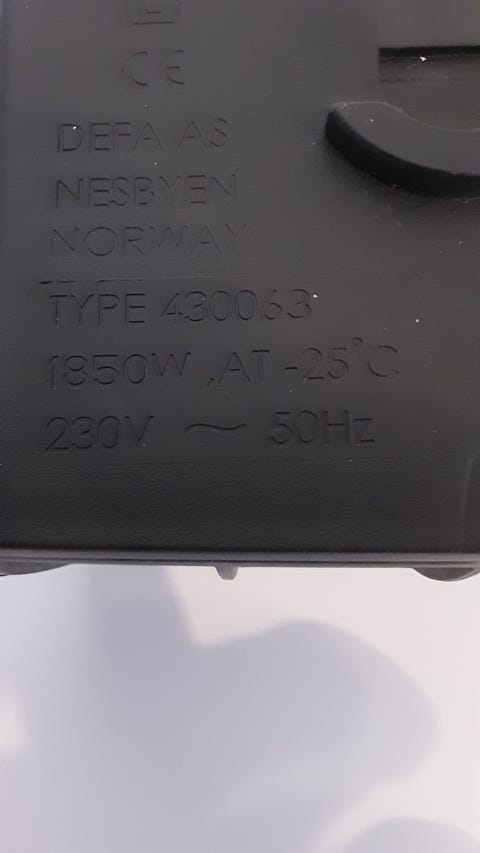 CE
DEFA AS
NESBYEN
NORWAY
TYPE 430063
1850W , AT -25°C
230V ~ 50Hz